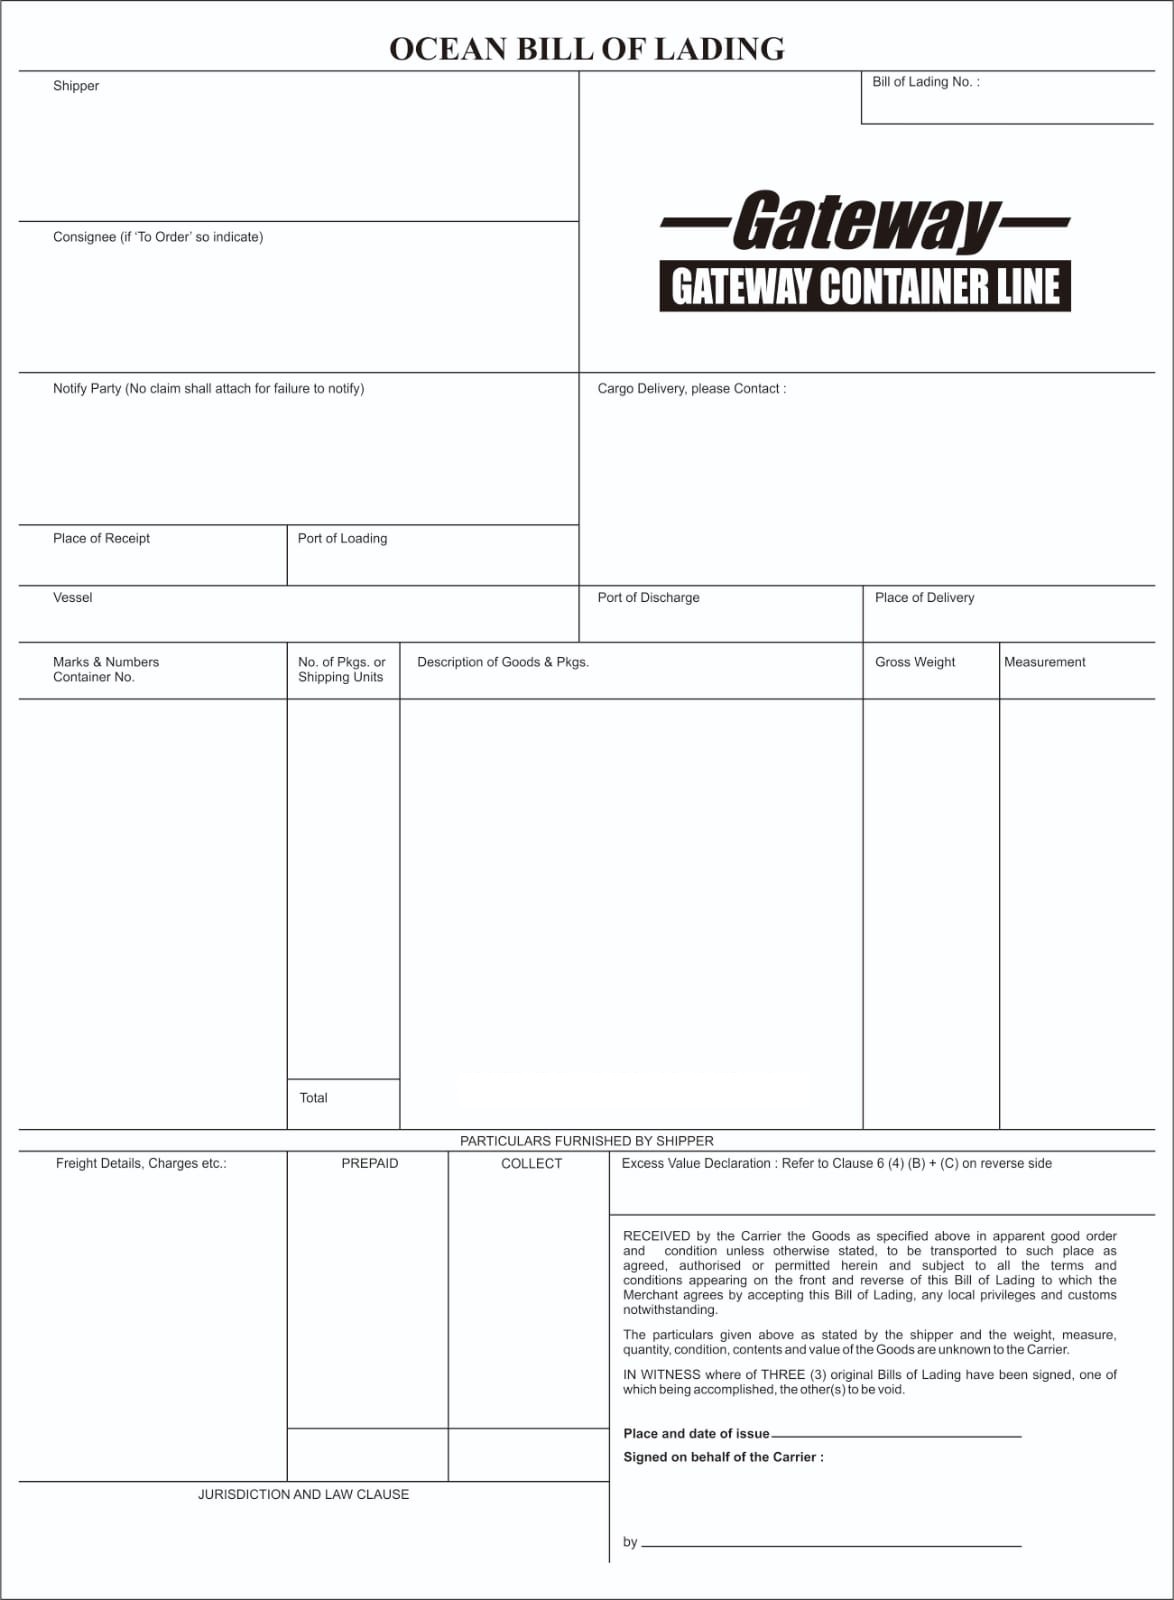 OCEAN BILL OF LADING
Shipper
Bill of Lading No. :
Gateway
GATEWAY CONTAINER LINE
Consignee (if ‘To Order’ so indicate)
Notify Party (No claim shall attach for failure to notify)
Cargo Delivery, please Contact :
Place of Receipt
Port of Loading
Vessel
Port of Discharge
Place of Delivery
Marks & Numbers
Container No.
No. of Pkgs. or
Shipping Units
Description of Goods & Pkgs.
Gross Weight
Measurement
Total
PARTICULARS FURNISHED BY SHIPPER
Freight Details, Charges etc.:
PREPAID
COLLECT
Excess Value Declaration : Refer to Clause 6 (4) (B) + (C) on reverse side
RECEIVED by the Carrier the Goods as specified above in apparent good order
and condition unless otherwise stated, to be transported to such place as
agreed, authorised or permitted herein and subject to all the terms and
conditions appearing on the front and reverse of this Bill of Lading to which the
Merchant agrees by accepting this Bill of Lading, any local privileges and customs
notwithstanding.
The particulars given above as stated by the shipper and the weight, measure,
quantity, condition, contents and value of the Goods are unknown to the Carrier.
IN WITNESS where of THREE (3) original Bills of Lading have been signed, one of
which being accomplished, the other(s) to be void.
Place and date of issue
Signed on behalf of the Carrier :
JURISDICTION AND LAW CLAUSE
by